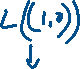 L((1,0))
↓